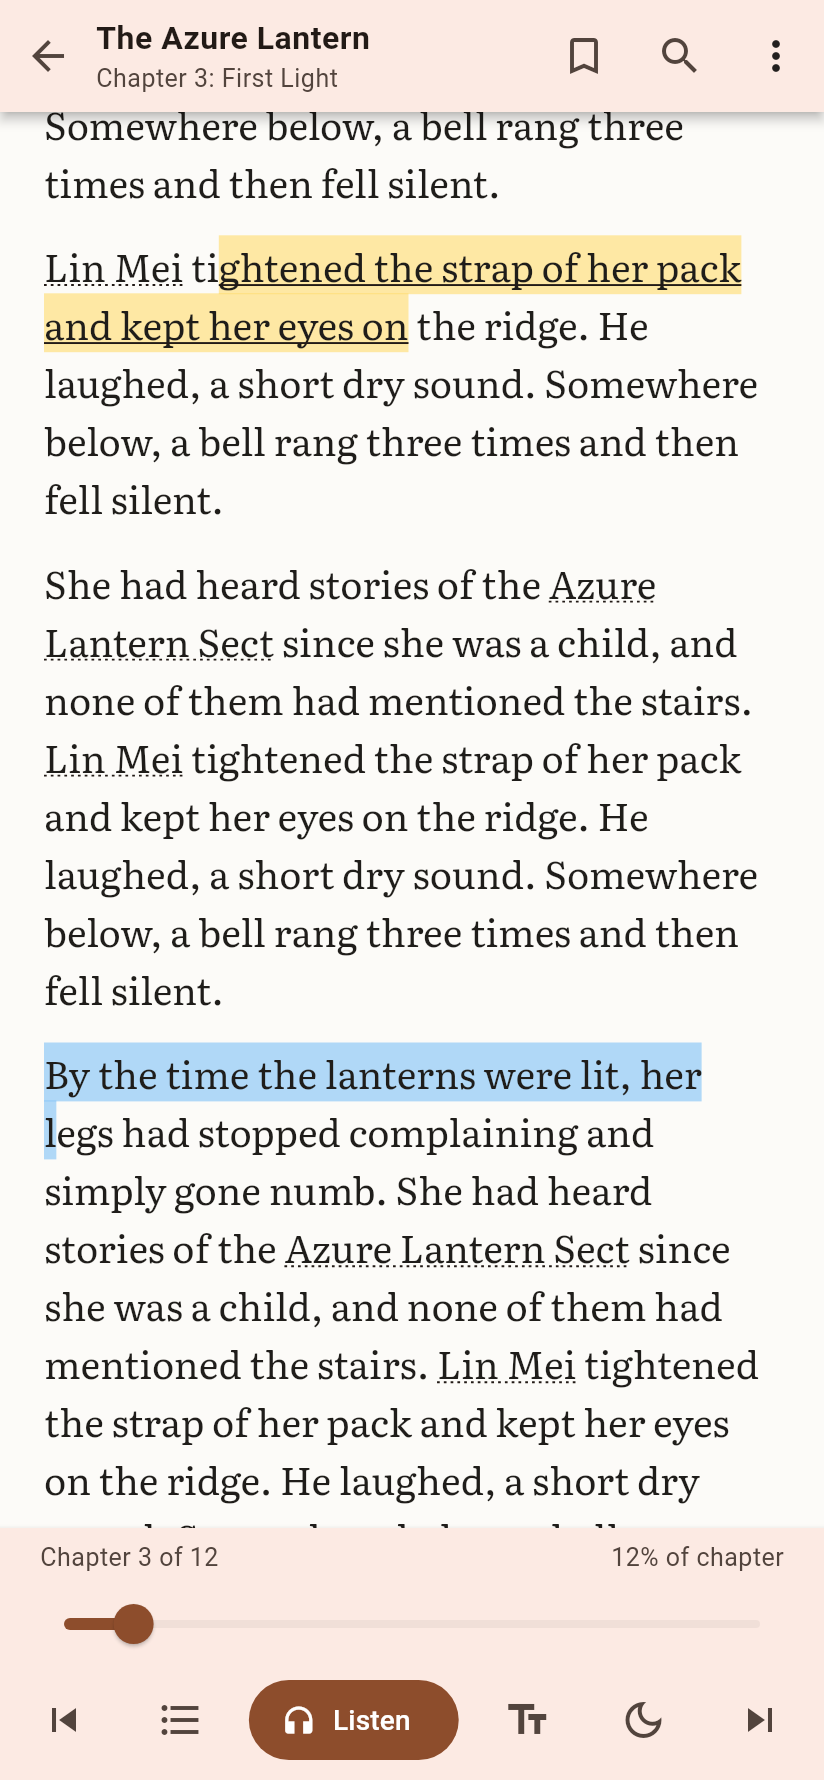 The Azure Lantern
Chapter 3: First Light
Somewhere below, a bell rang three
times and then fell silent.
Lin Mei tightened the strap of her pack
and kept her eyes on the ridge. He
laughed, a short dry sound. Somewhere
below, a bell rang three times and then
fell silent.
She had heard stories of the Azure
Lantern Sect since she was a child, and
none of them had mentioned the stairs.
Lin Mei tightened the strap of her pack
and kept her eyes on the ridge. He
laughed, a short dry sound. Somewhere
below, a bell rang three times and then
fell silent.
By the time the lanterns were lit, her
legs had stopped complaining and
simply gone numb. She had heard
stories of the Azure Lantern Sect since
she was a child, and none of them had
mentioned the stairs. Lin Mei tightened
the strap of her pack and kept her eyes
on the ridge. He laughed, a short dry
Chapter 3 of 12
12% of chapter
Listen